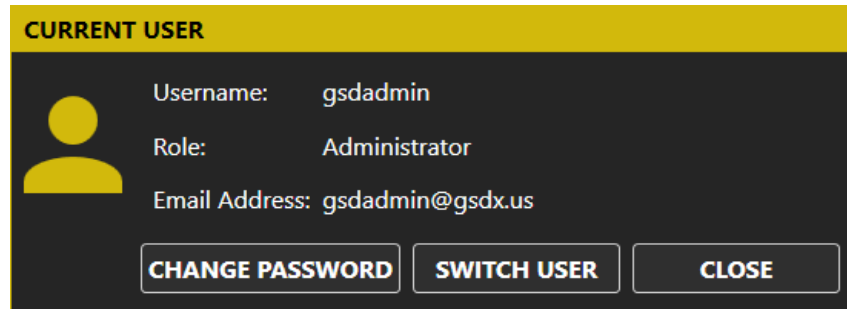 CURRENT USER
Username: gsdadmin
Role: Administrator
Email Address: gsdadmin@gsdx.us
CHANGE PASSWORD SWITCH USER CLOSE